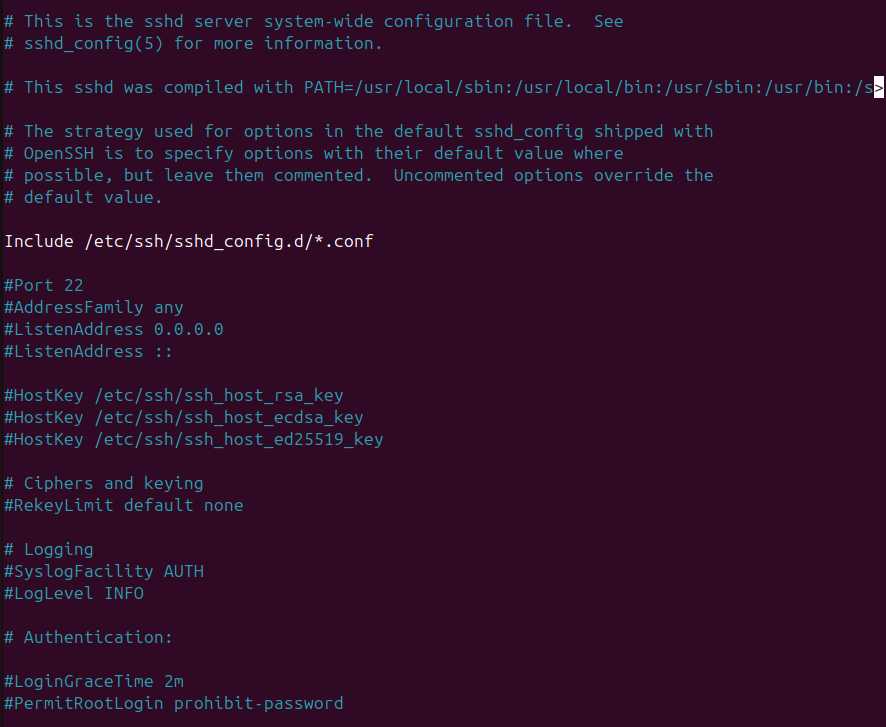 # This is the sshd server system-wide configuration file.  See
# sshd_config(5) for more information.
# This sshd was compiled with PATH=/usr/local/sbin:/usr/local/bin:/usr/sbin:/usr/bin:/s>
# The strategy used for options in the default sshd_config shipped with
# OpenSSH is to specify options with their default value where
# possible, but leave them commented.  Uncommented options override the
# default value.
Include /etc/ssh/sshd_config.d/*.conf
#Port 22
#AddressFamily any
#ListenAddress 0.0.0.0
#ListenAddress ::
#HostKey /etc/ssh/ssh_host_rsa_key
#HostKey /etc/ssh/ssh_host_ecdsa_key
#HostKey /etc/ssh/ssh_host_ed25519_key
# Ciphers and keying
#RekeyLimit default none
# Logging
#SyslogFacility AUTH
#LogLevel INFO
# Authentication:
#LoginGraceTime 2m
#PermitRootLogin prohibit-password